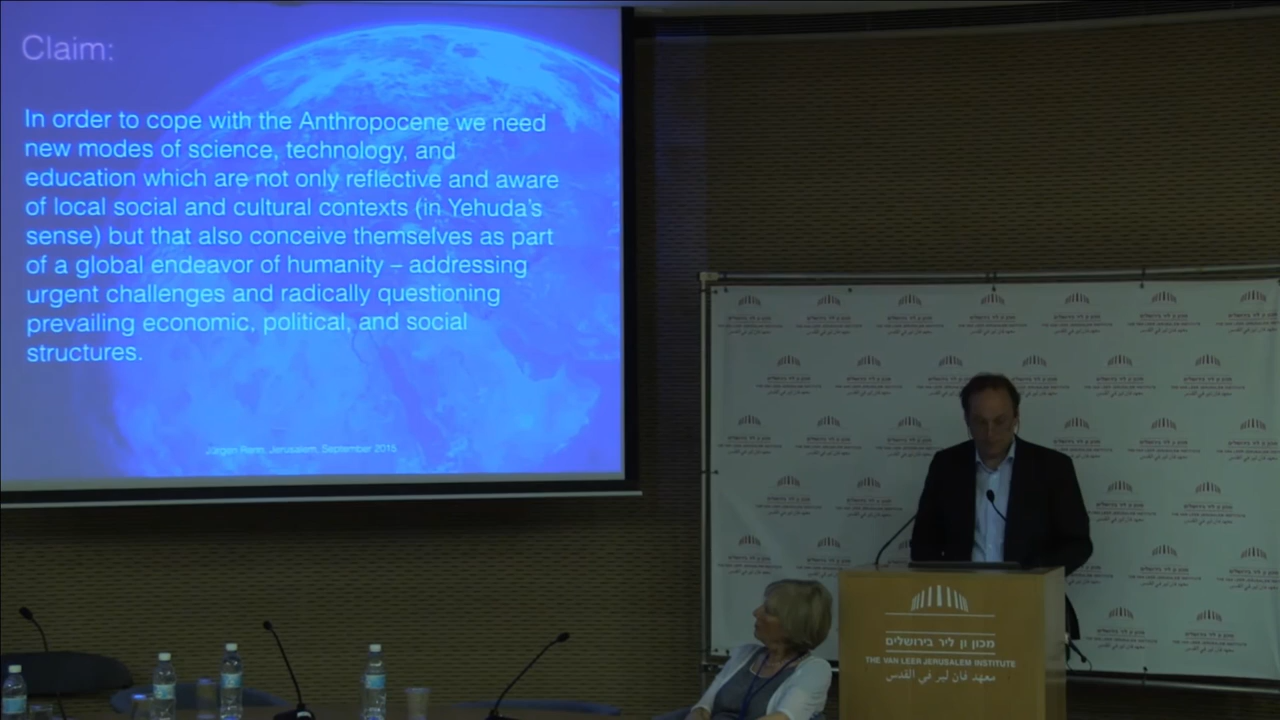 Claim:
In order to cope with the Anthropocene we need
new modes of science, technology, and
education which are not only reflective and aware
of local social and cultural contexts (in Yehuda's
sense) but that also conceive themselves as part
of a global endeavor of humanity – addressing
urgent challenges and radically questioning
prevailing economic, political, and social
structures.
Jürgen Renn, Jerusalem, September 2015
מכון ון ליר בירושלים
THE VAN LEER JERUSALEM INSTITUTE
معهد ڤان لير في القدس